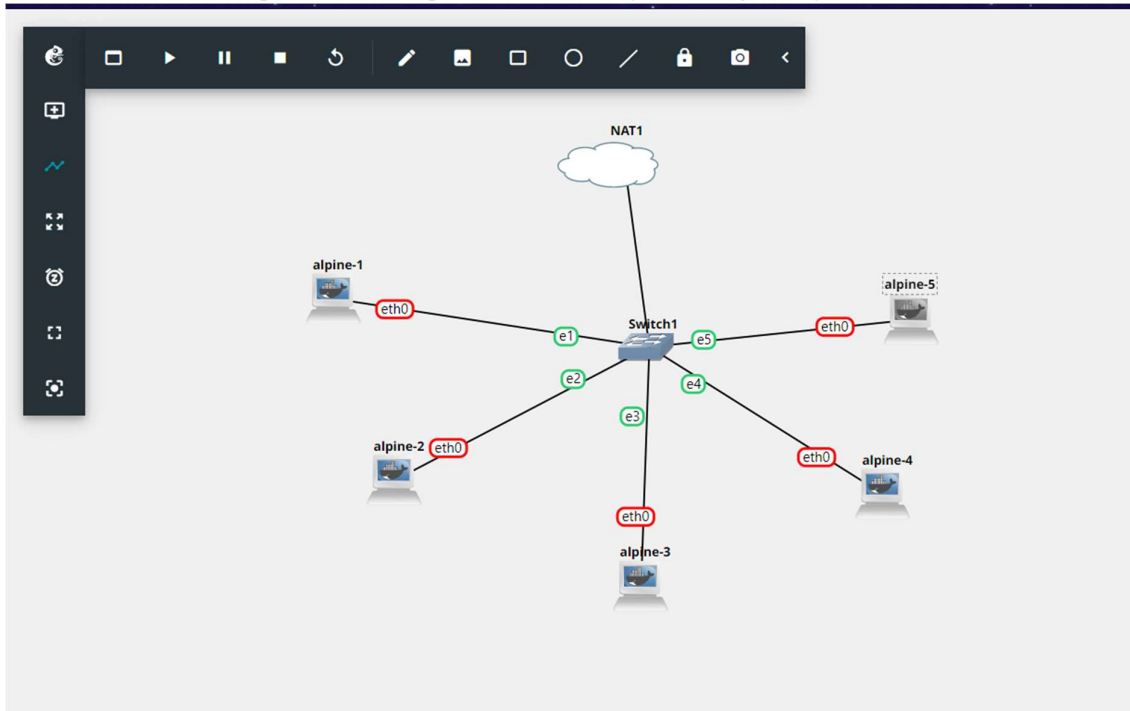 NAT1
alpine-1
alpine-5
eth0
eth0
Switch1
e1
e5
e2
e4
e3
alpine-2
eth0
eth0
alpine-4
eth0
alpine-3